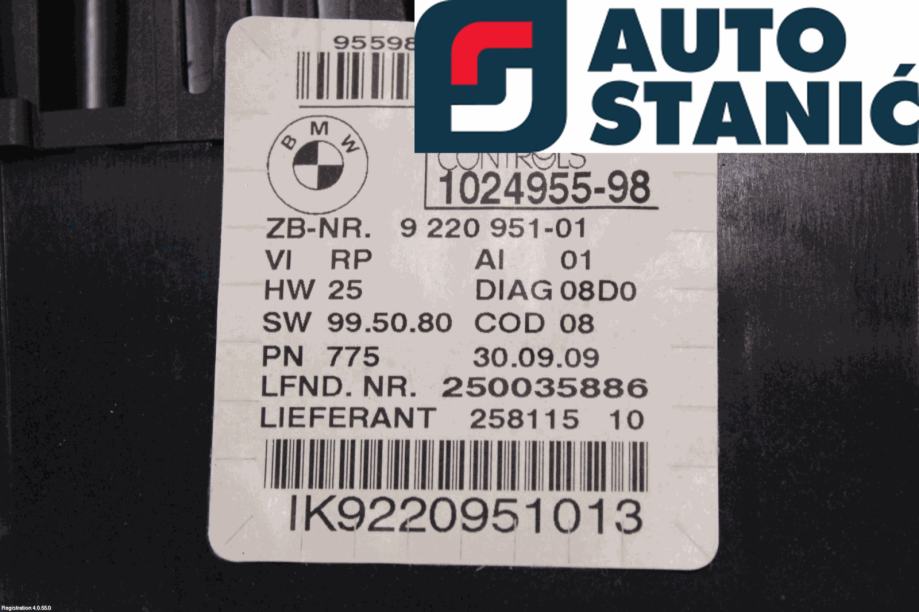 95598
AUTO
STANIĆ
BMW
CONTROLS
1024955-98
ZB-NR. 9 220 951-01
VI RP AI 01
HW 25 DIAG 08D0
SW 99.50.80 COD 08
PN 775 30.09.09
LFND. NR. 250035886
LIEFERANT 258115 10
IK9220951013
Registration 4.0.55.0